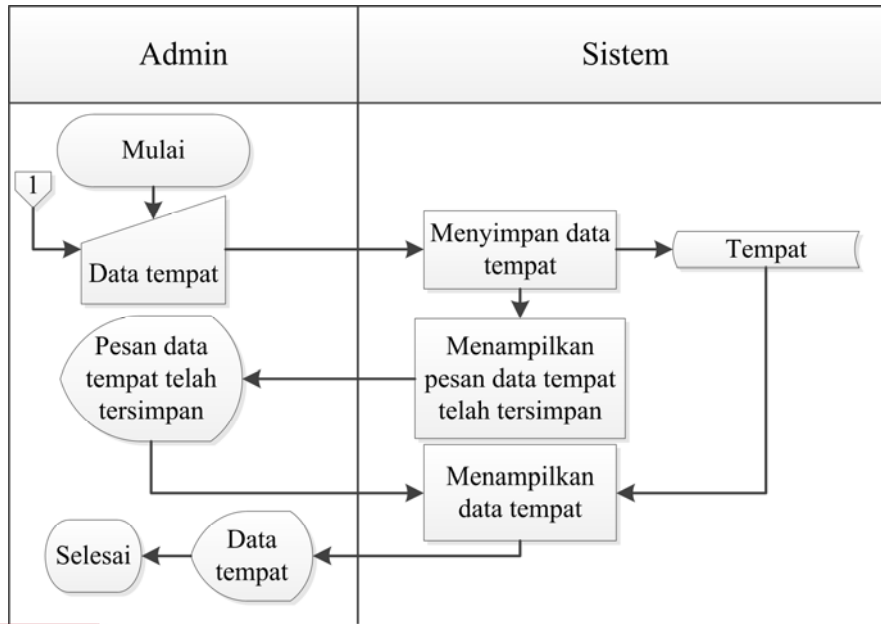 Admin
Sistem
Mulai
1
Data tempat
Menyimpan data
tempat
Tempat
Pesan data
tempat telah
tersimpan
Menampilkan
pesan data tempat
telah tersimpan
Menampilkan
data tempat
Selesai
Data
tempat